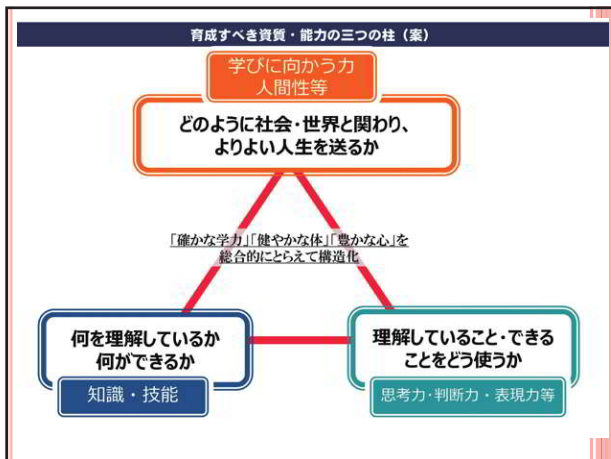 育成すべき資質・能力の三つの柱（案）
学びに向かう力
人間性等
どのように社会・世界と関わり、
よりよい人生を送るか
「確かな学力」「健やかな体」「豊かな心」を
総合的にとらえて構造化
何を理解しているか
何ができるか
知識・技能
理解していること・できる
ことをどう使うか
思考力・判断力・表現力等